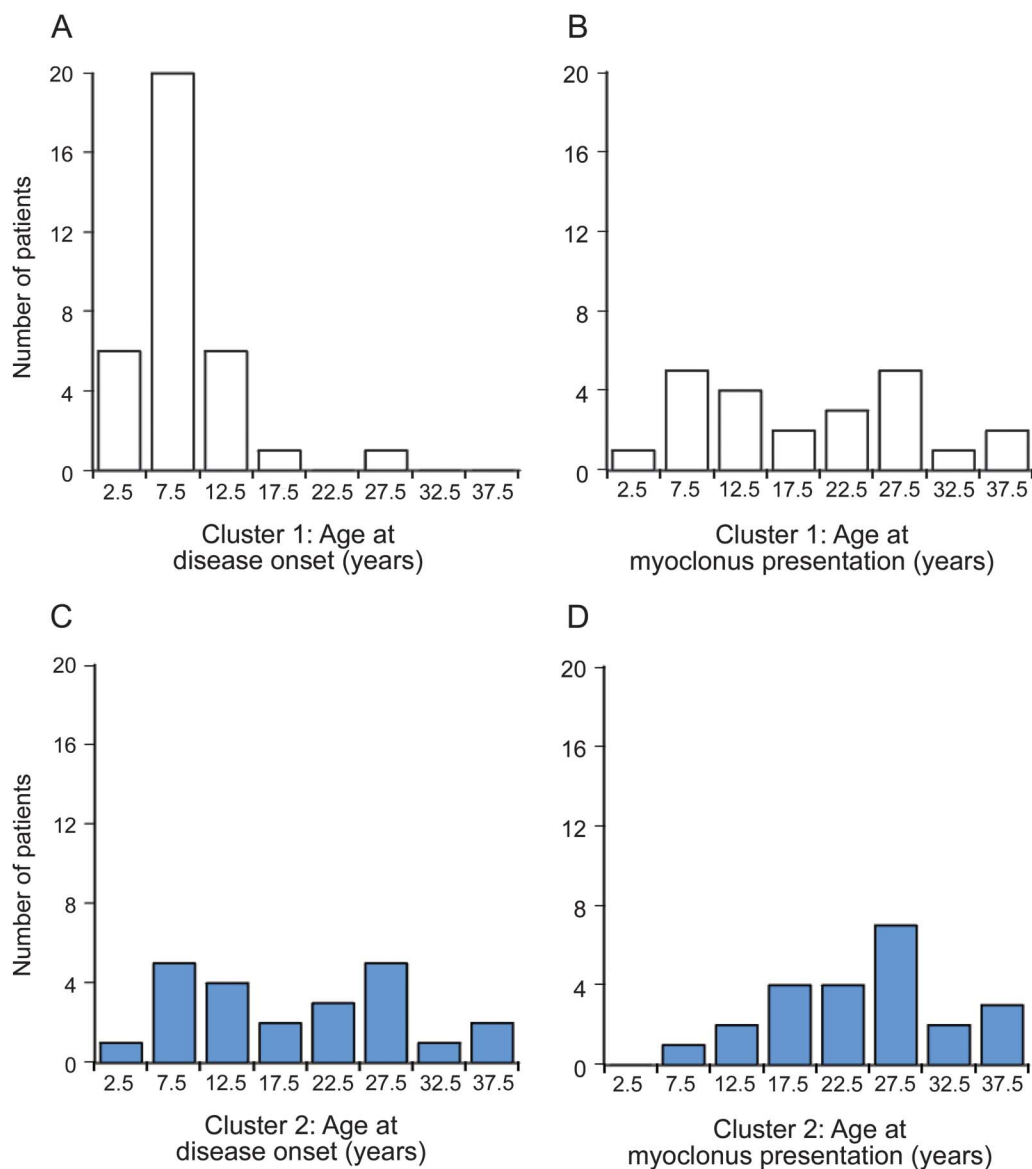 A
Number of patients
20
16
12
8
4
0
2.5 7.5 12.5 17.5 22.5 27.5 32.5 37.5
Cluster 1: Age at
disease onset (years)
B
20
16
12
8
4
0
2.5 7.5 12.5 17.5 22.5 27.5 32.5 37.5
Cluster 1: Age at
myoclonus presentation (years)
C
Number of patients
20
16
12
8
4
0
2.5 7.5 12.5 17.5 22.5 27.5 32.5 37.5
Cluster 2: Age at
disease onset (years)
D
20
16
12
8
4
0
2.5 7.5 12.5 17.5 22.5 27.5 32.5 37.5
Cluster 2: Age at
myoclonus presentation (years)